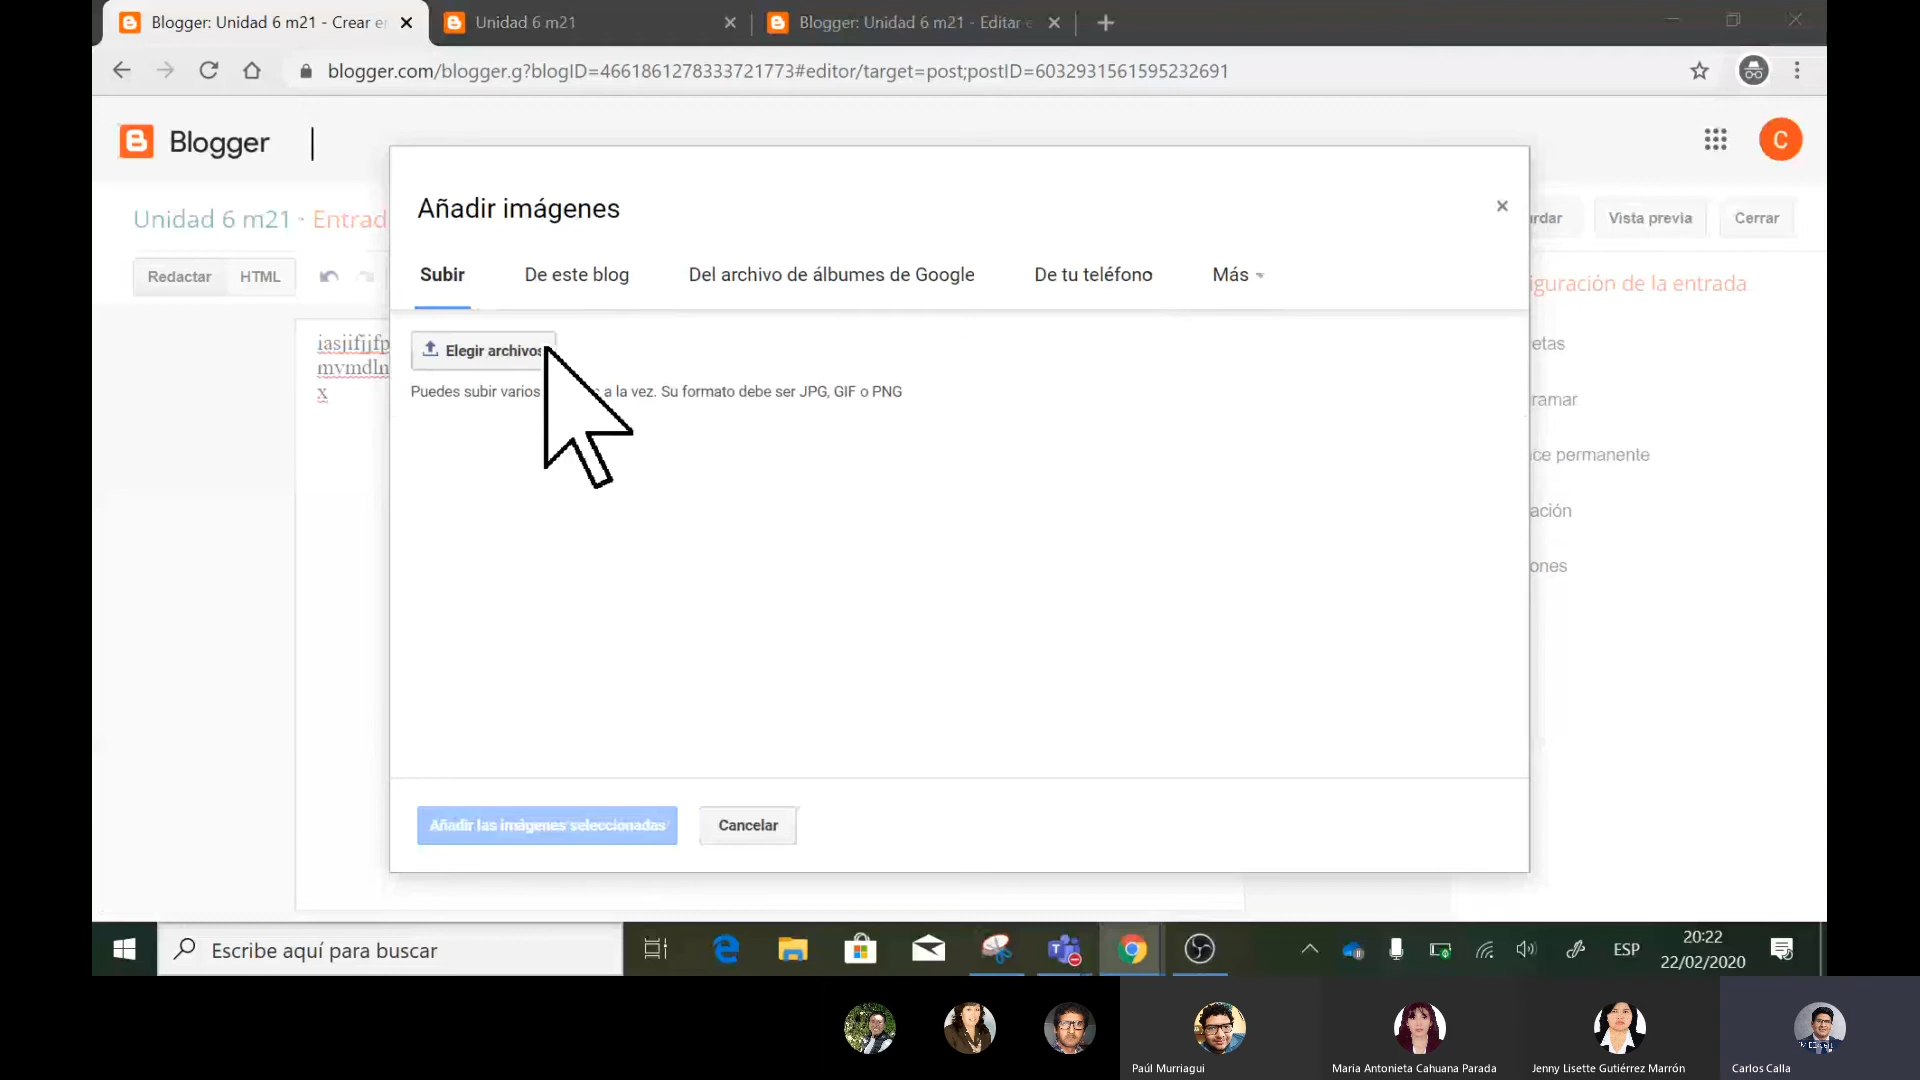 Blogger: Unidad 6 m21 - Crear e
Unidad 6 m21
Blogger: Unidad 6 m21 - Editar e
blogger.com/blogger.g?blogID=4661861278333721773#editor/target=post;postID=6032931561595232691
Blogger
C
Unidad 6 m21 · Entrad
Añadir imágenes
rdar
Vista previa
Cerrar
Redactar
HTML
Subir
De este blog
Del archivo de álbumes de Google
De tu teléfono
Más
iguración de la entrada
iasjifjjfp
mvmdln
x
Elegir archivos
Puedes subir varios
a la vez. Su formato debe ser JPG, GIF o PNG
etas
ramar
ce permanente
ación
ones
Añadir las imágenes seleccionadas
Cancelar
Escribe aquí para buscar
ESP
20:22
22/02/2020
Paúl Murriagui
Maria Antonieta Cahuana Parada
Jenny Lisette Gutiérrez Marrón
Carlos Calla